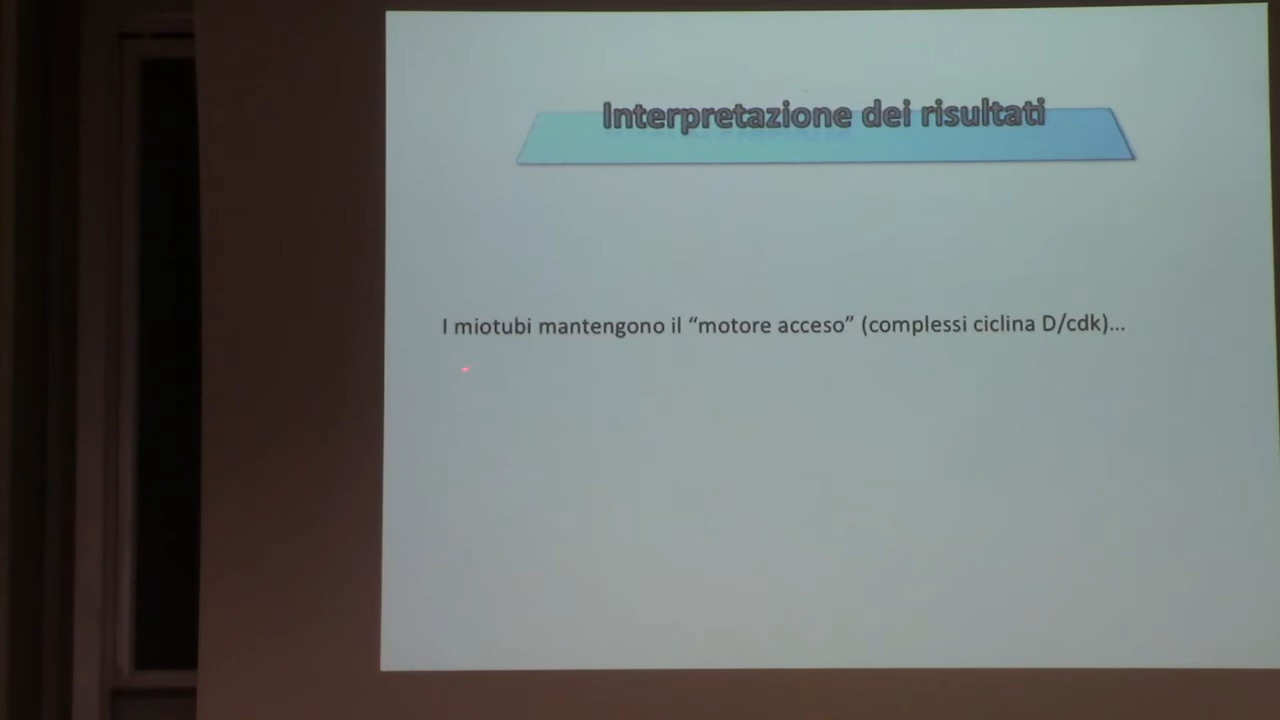 Interpretazione dei risultati
I miotubi mantengono il “motore acceso” (complessi ciclina D/cdk)...